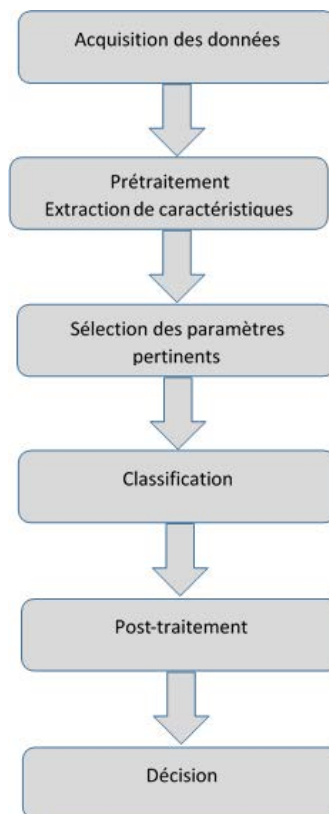 Acquisition des données
Prétraitement
Extraction de caractéristiques
Sélection des paramètres
pertinents
Classification
Post-traitement
Décision